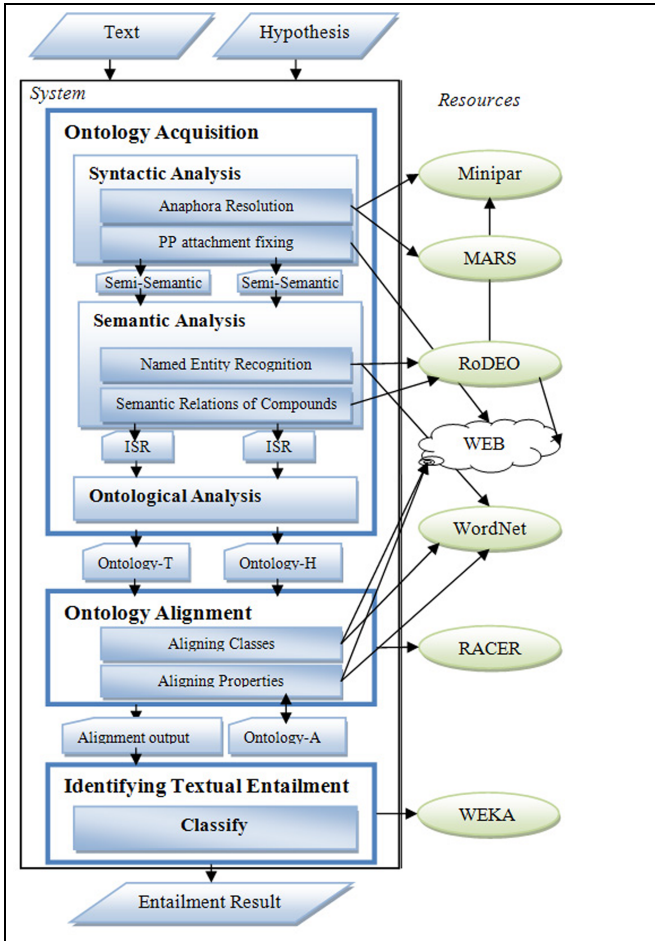 Text
Hypothesis
System
Resources
Ontology Acquisition
Syntactic Analysis
Anaphora Resolution
PP attachment fixing
Semi-Semantic
Semi-Semantic
Semantic Analysis
Named Entity Recognition
Semantic Relations of Compounds
ISR
ISR
Ontological Analysis
Ontology-T
Ontology-H
Ontology Alignment
Aligning Classes
Aligning Properties
Alignment output
Ontology-A
Identifying Textual Entailment
Classify
Entailment Result
Minipar
MARS
RoDEO
WEB
WordNet
RACER
WEKA